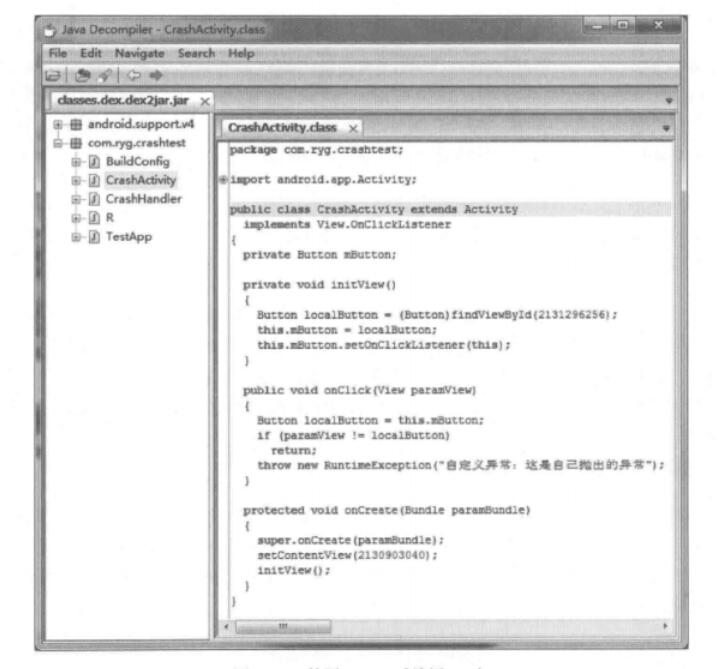 Java Decompiler - CrashActivity.class
File Edit Navigate Search Help
classes.dex.dex2jar.jar
android.support.v4
com.ryg.crashtest
BuildConfig
CrashActivity
CrashHandler
R
TestApp
CrashActivity.class
package com.ryg.crashtest;
import android.app.Activity;
public class CrashActivity extends Activity
implements View.OnClickListener
{
private Button mButton;
private void initView()
{
Button localButton = (Button)findViewById(2131296256);
this.mButton = localButton;
this.mButton.setOnClickListener(this);
}
public void onClick(View paramView)
{
Button localButton = this.mButton;
if (paramView != localButton)
return;
throw new RuntimeException("自定义异常：这是自己抛出的异常");
}
protected void onCreate(Bundle paramBundle)
{
super.onCreate(paramBundle);
setContentView(2130903040);
initView();
}
}